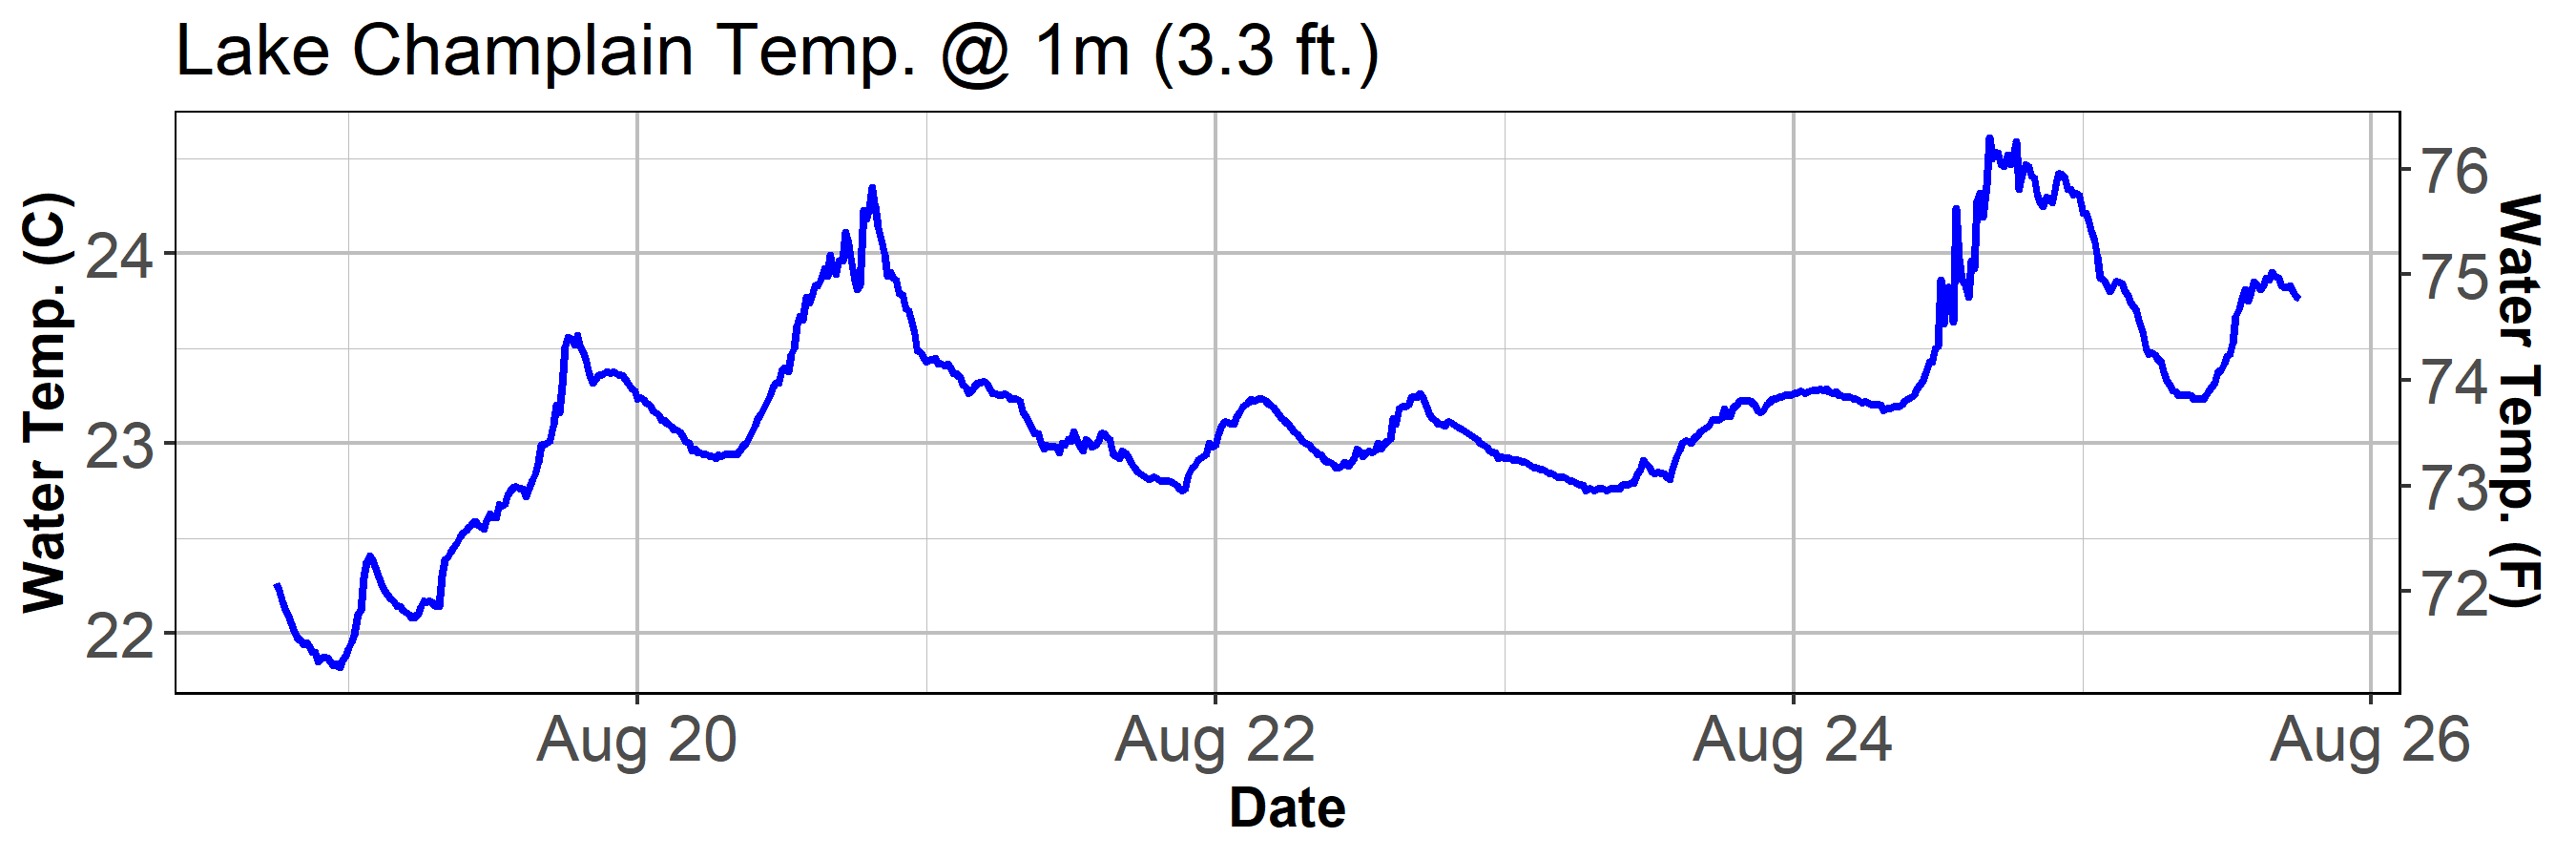 Lake Champlain Temp. @ 1m (3.3 ft.)
Water Temp. (C)
24
23
22
76
75
74
73
72
Water Temp. (F)
Aug 20
Aug 22
Aug 24
Aug 26
Date